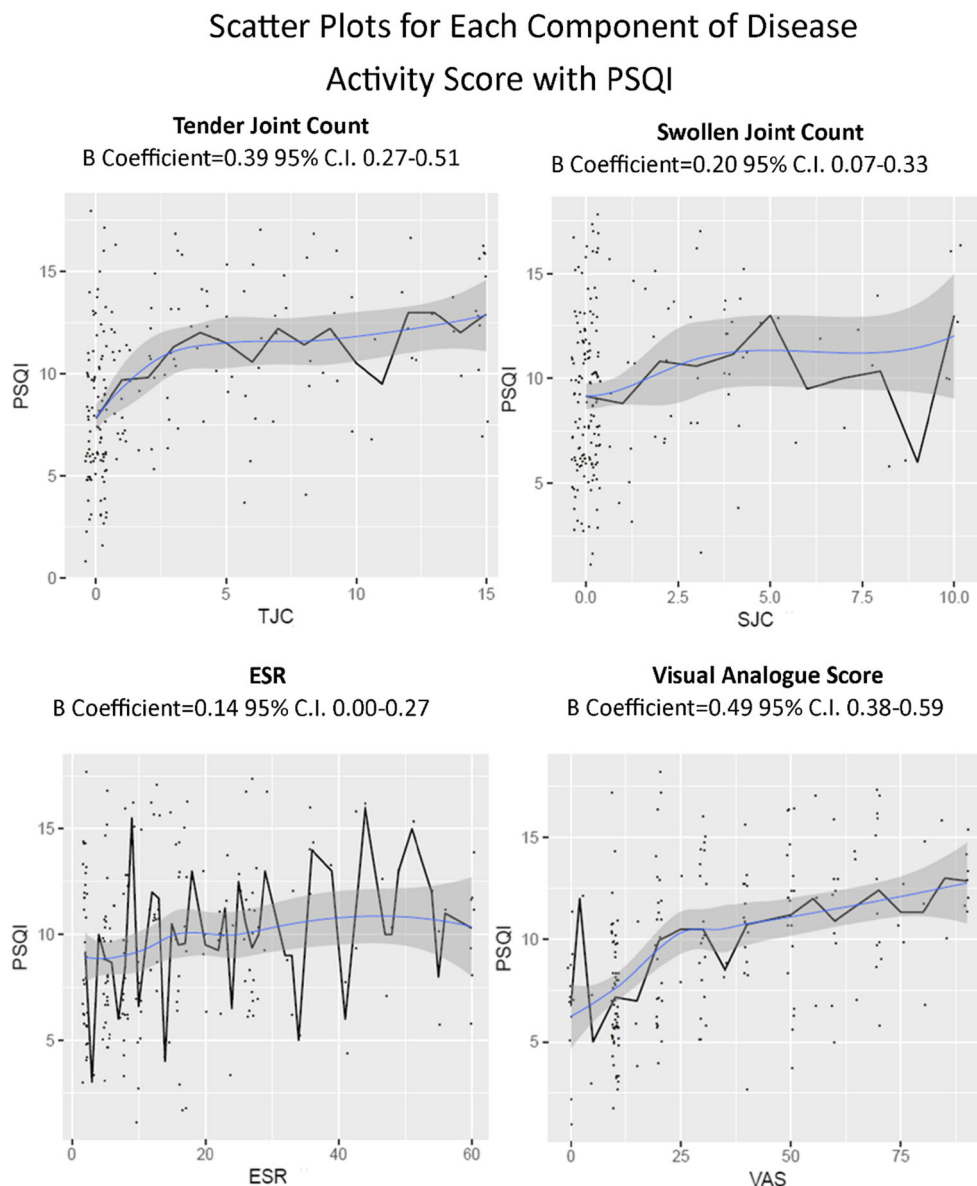 Scatter Plots for Each Component of Disease
Activity Score with PSQI
Tender Joint Count
B Coefficient=0.39 95% C.I. 0.27-0.51
PSQI
15
10
5
0
0 5 10 15
TJC
Swollen Joint Count
B Coefficient=0.20 95% C.I. 0.07-0.33
PSQI
15
10
5
0.0 2.5 5.0 7.5 10.0
SJC
ESR
B Coefficient=0.14 95% C.I. 0.00-0.27
PSQI
15
10
5
0 20 40 60
ESR
Visual Analogue Score
B Coefficient=0.49 95% C.I. 0.38-0.59
PSQI
15
10
5
0 25 50 75
VAS